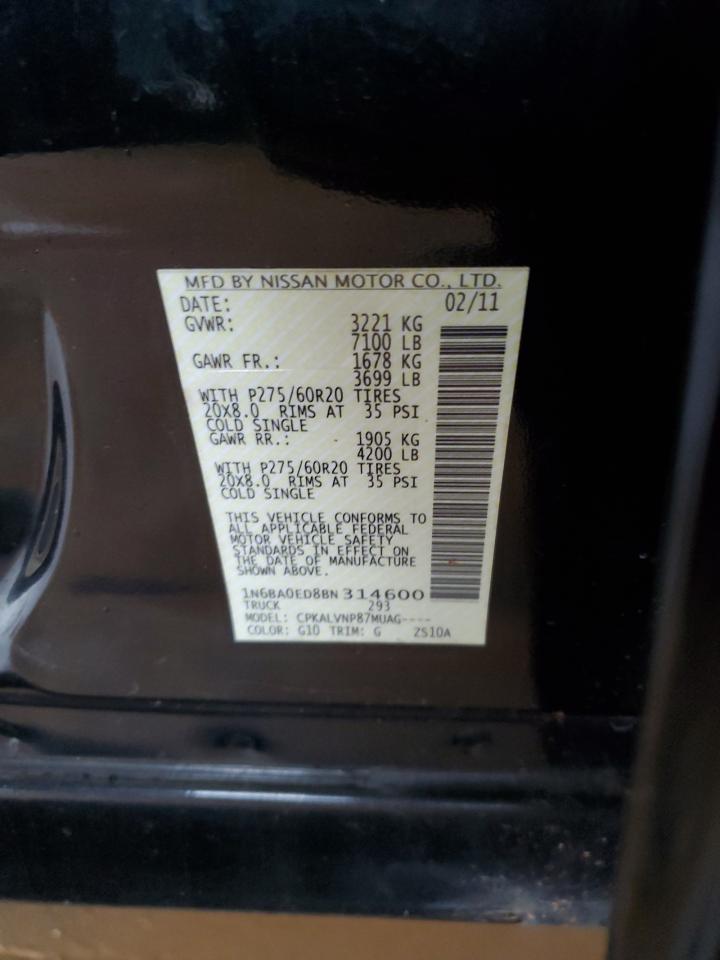 MFD BY NISSAN MOTOR CO., LTD.
DATE: 02/11
GVWR: 3221 KG
7100 LB
GAWR FR.: 1678 KG
3699 LB
WITH P275/60R20 TIRES
20X8.0 RIMS AT 35 PSI
COLD SINGLE
GAWR RR.: 1905 KG
4200 LB
WITH P275/60R20 TIRES
20X8.0 RIMS AT 35 PSI
COLD SINGLE
THIS VEHICLE CONFORMS TO
ALL APPLICABLE FEDERAL
MOTOR VEHICLE SAFETY
STANDARDS IN EFFECT ON
THE DATE OF MANUFACTURE
SHOWN ABOVE.
1N6BA0ED8BN314600
TRUCK 293
MODEL: CPKALVNP87MUAG----
COLOR: G10 TRIM: G ZS10A